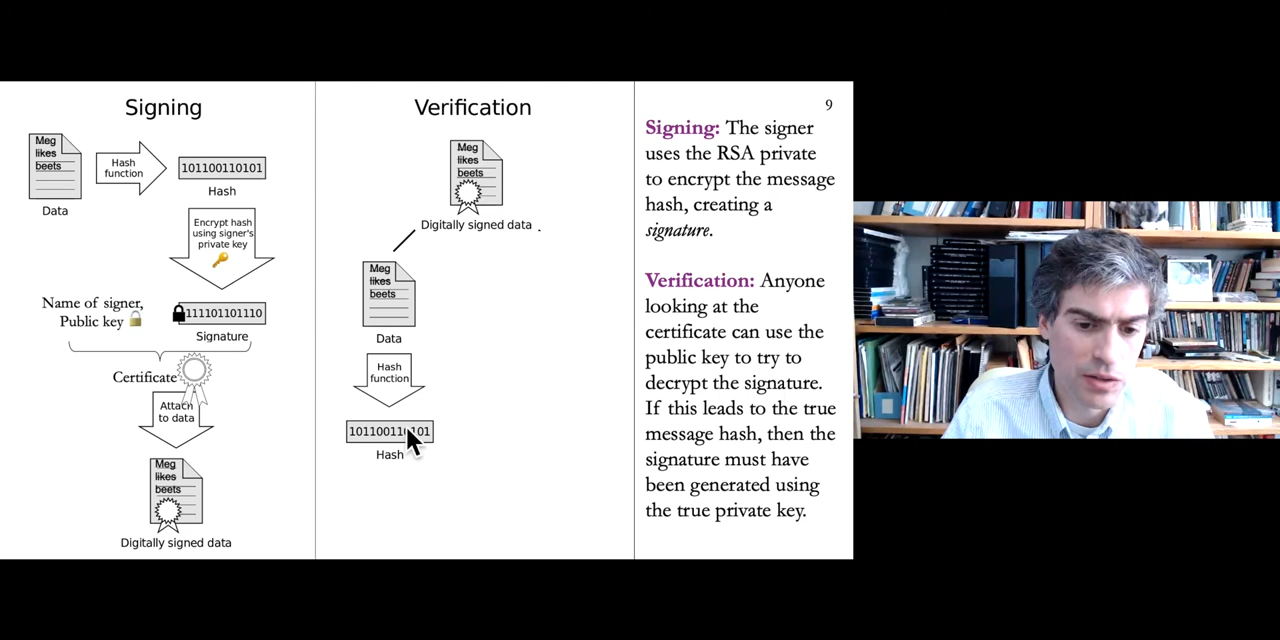 Signing
Meg
likes
beets
Data
Hash
function
101100110101
Hash
Encrypt hash
using signer's
private key
Name of signer,
Public key
111101101110
Signature
Certificate
Attach
to data
Meg
likes
beets
Digitally signed data
Verification
Meg
likes
beets
Digitally signed data .
Meg
likes
beets
Data
Hash
function
101100110101
Hash
9
Signing: The signer
uses the RSA private
to encrypt the message
hash, creating a
signature.
Verification: Anyone
looking at the
certificate can use the
public key to try to
decrypt the signature.
If this leads to the true
message hash, then the
signature must have
been generated using
the true private key.